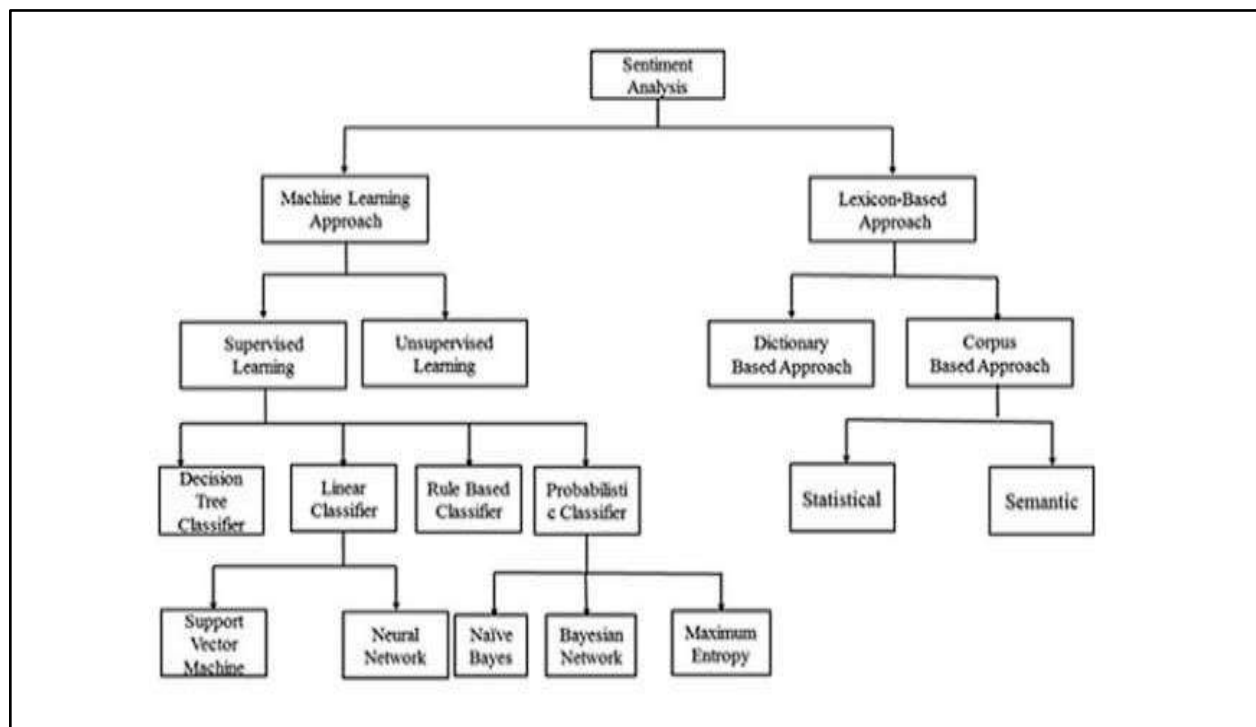 Sentiment
Analysis
Machine Learning
Approach
Lexicon-Based
Approach
Supervised
Learning
Unsupervised
Learning
Dictionary
Based Approach
Corpus
Based Approach
Decision
Tree
Classifier
Linear
Classifier
Rule Based
Classifier
Probabilisti
c Classifier
Statistical
Semantic
Support
Vector
Machine
Neural
Network
Naïve
Bayes
Bayesian
Network
Maximum
Entropy